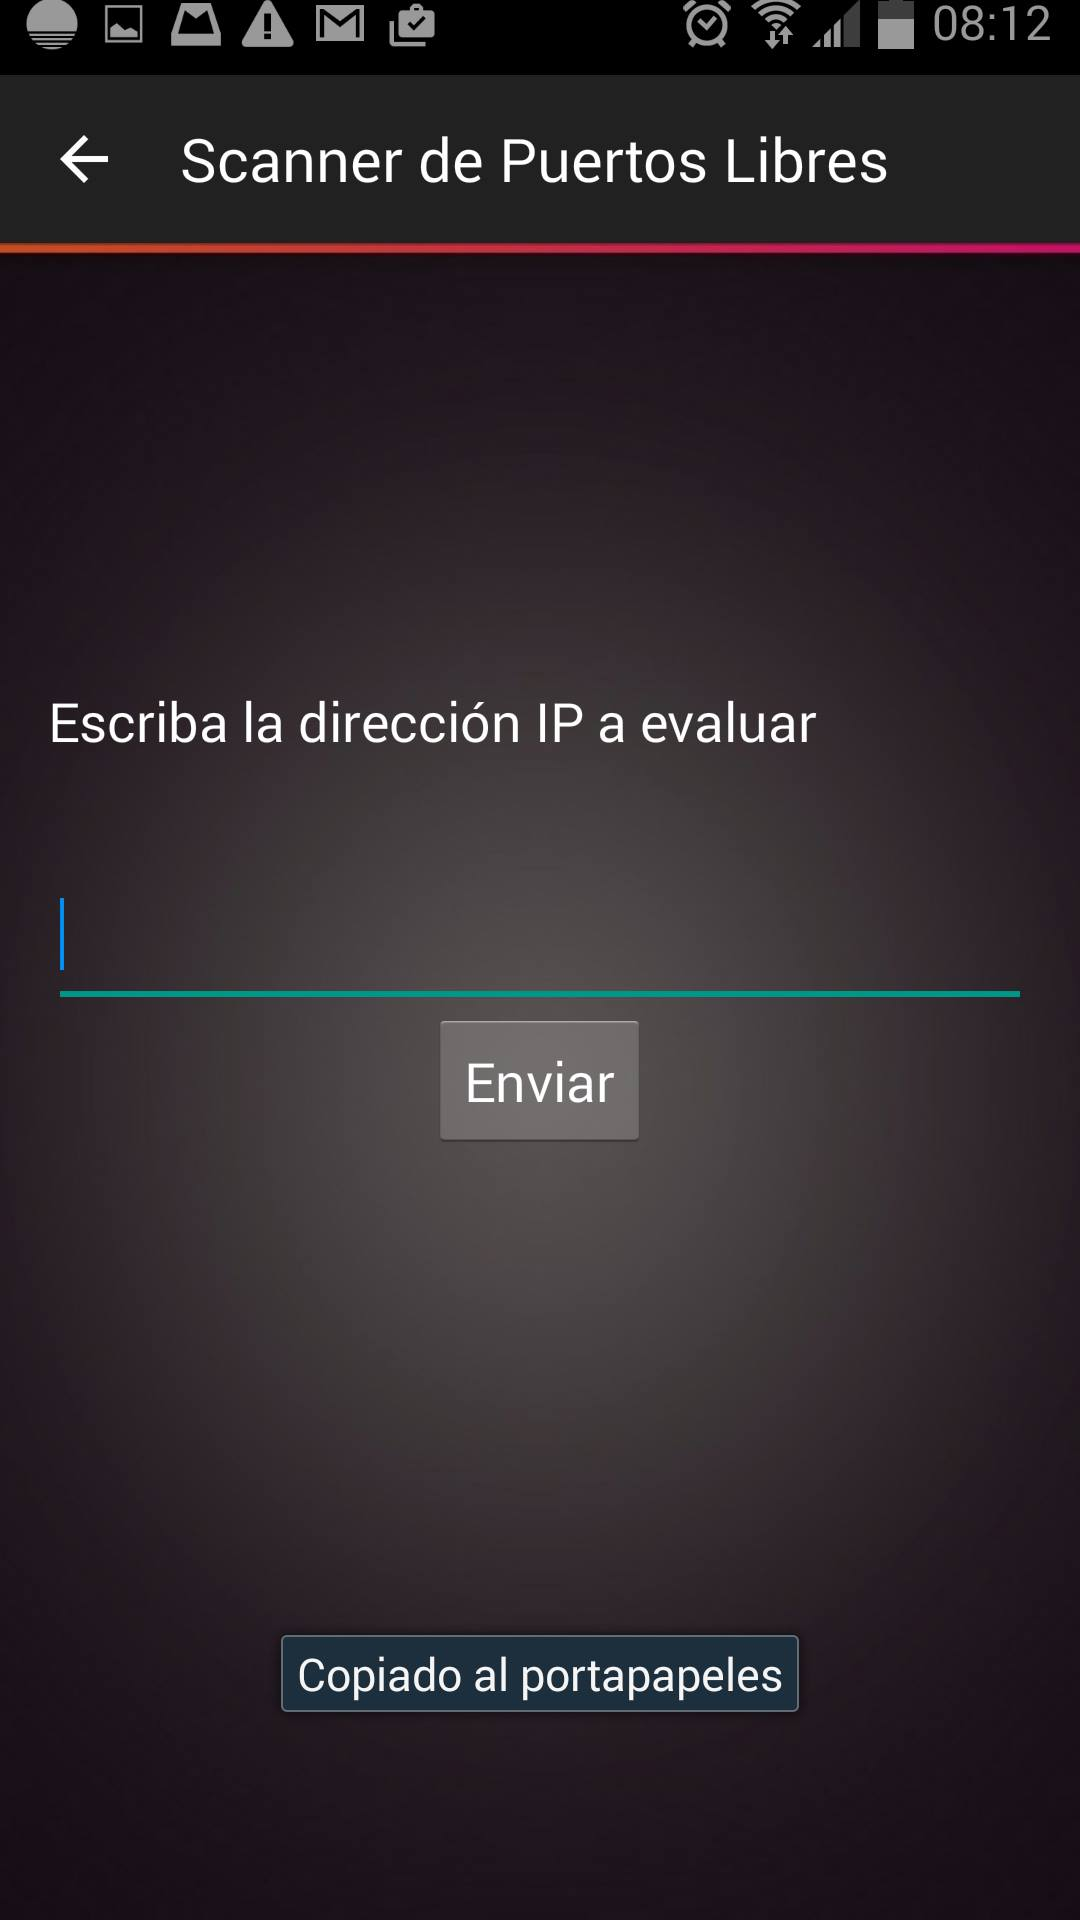 08:12
Scanner de Puertos Libres
Escriba la dirección IP a evaluar
Enviar
Copiado al portapapeles